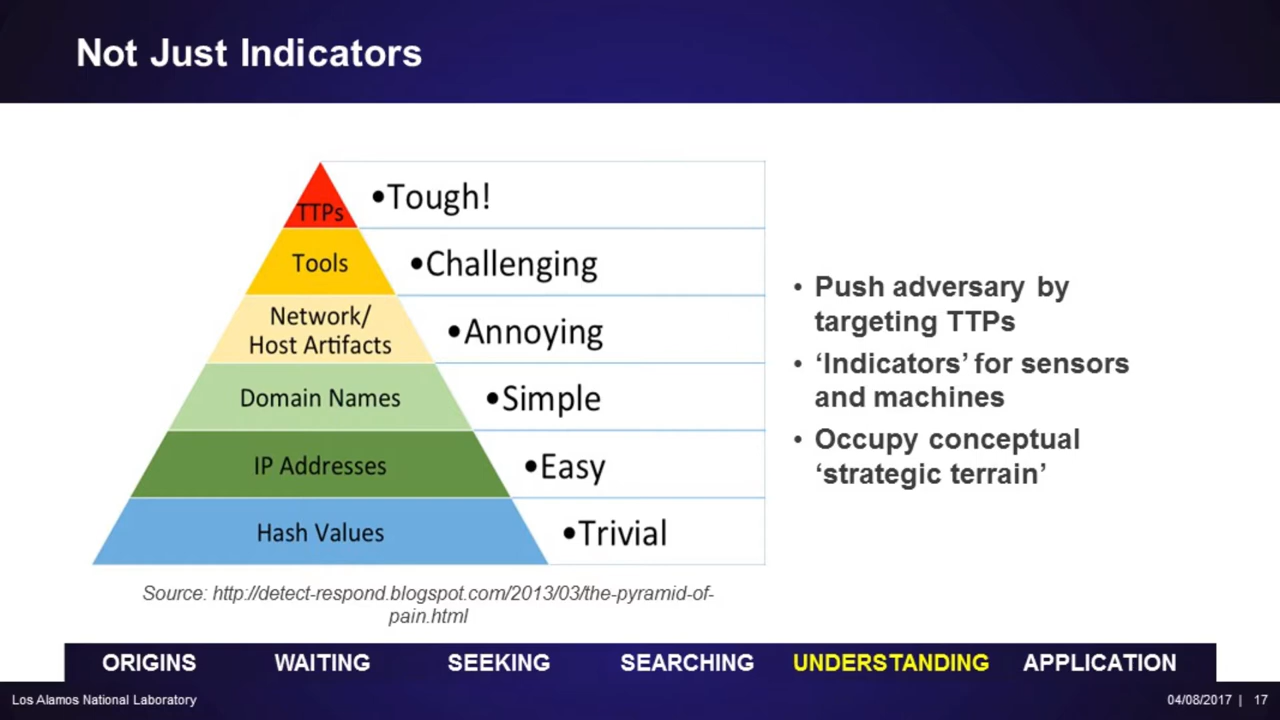 Not Just Indicators
TTPs
•Tough!
Tools
•Challenging
Network/
Host Artifacts
•Annoying
Domain Names
•Simple
IP Addresses
•Easy
Hash Values
•Trivial
• Push adversary by
targeting TTPs
• ‘Indicators’ for sensors
and machines
• Occupy conceptual
‘strategic terrain’
Source: http://detect-respond.blogspot.com/2013/03/the-pyramid-of-
pain.html
ORIGINS WAITING SEEKING SEARCHING UNDERSTANDING APPLICATION
Los Alamos National Laboratory 04/08/2017 | 17